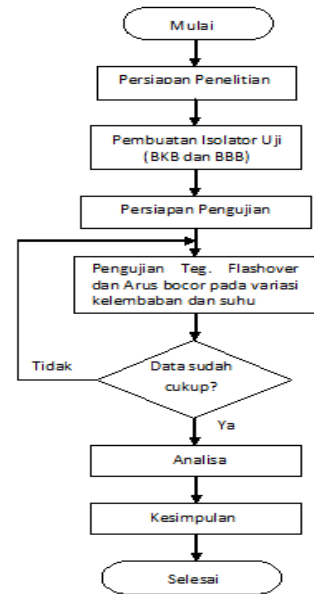 Mulai
Persiapan Penelitian
Pembuatan Isolator Uji
(BKB dan BBB)
Persiapan Pengujian
Pengujian Teg. Flashover
dan Arus bocor pada variasi
kelembaban dan suhu
Tidak
Data sudah
cukup?
Ya
Analisa
Kesimpulan
Selesai